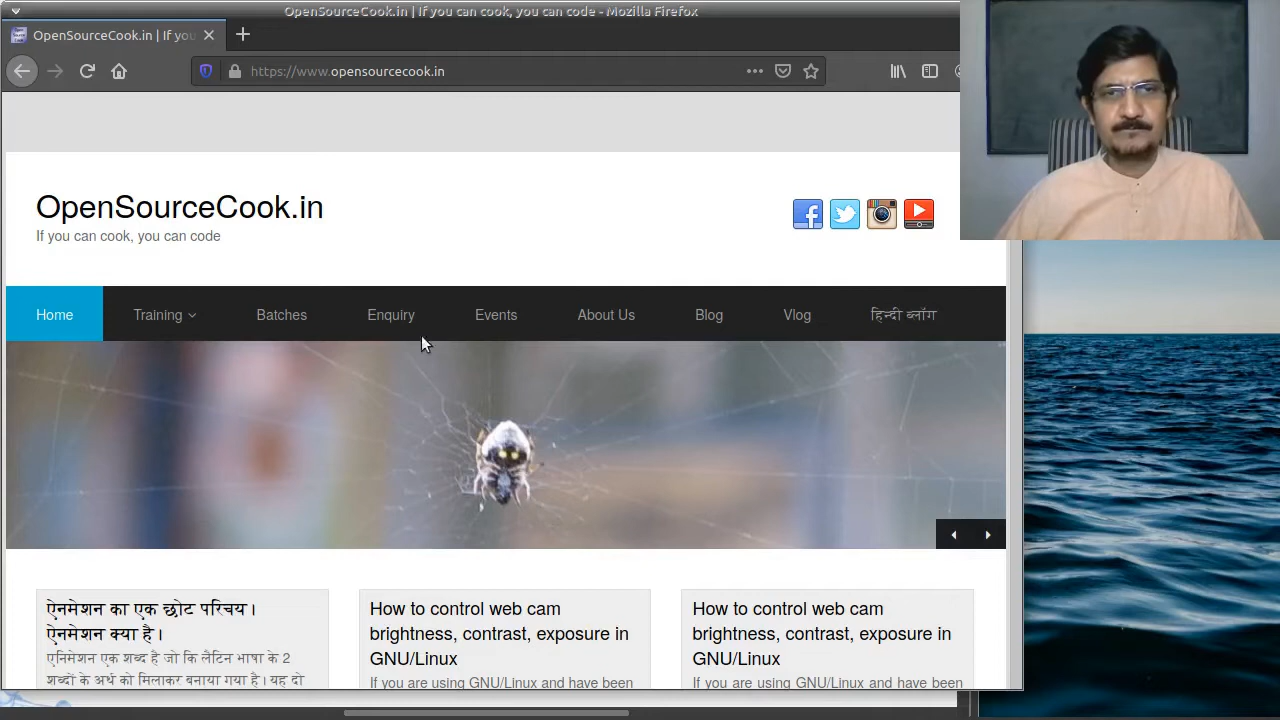 OpenSourceCook.in | If you can cook, you can code - Mozilla Firefox
OpenSourceCook.in | If you
https://www.opensourcecook.in
OpenSourceCook.in
If you can cook, you can code
Home Training Batches Enquiry Events About Us Blog Vlog हिन्दी ब्लॉग
ऐनमेशन का एक छोट परिचय।
ऐनमेशन क्या है।
एनिमेशन एक शब्द है जो कि लैटिन भाषा के 2
शब्दों के अर्थ को मिलाकर बनाया गया है। यह दो
How to control web cam
brightness, contrast, exposure in
GNU/Linux
If you are using GNU/Linux and have been
How to control web cam
brightness, contrast, exposure in
GNU/Linux
If you are using GNU/Linux and have been